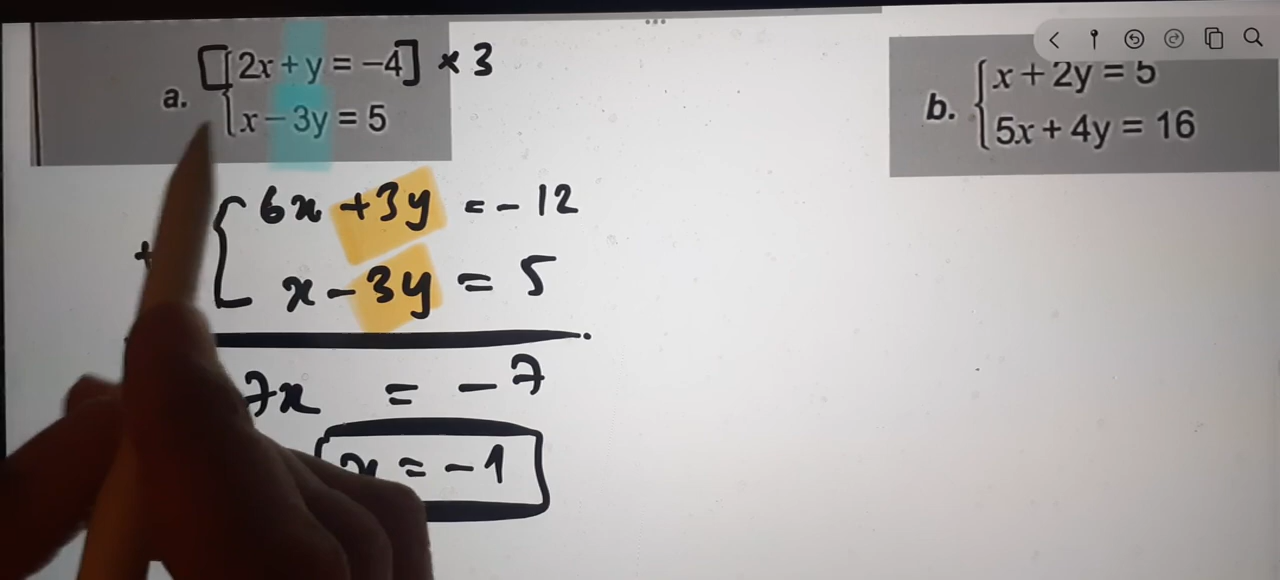 a. [{2x + y = -4] × 3
x - 3y = 5
+ { 6x + 3y = - 12
x - 3y = 5
7x = - 7
x = - 1
b. { x + 2y = 5
5x + 4y = 16